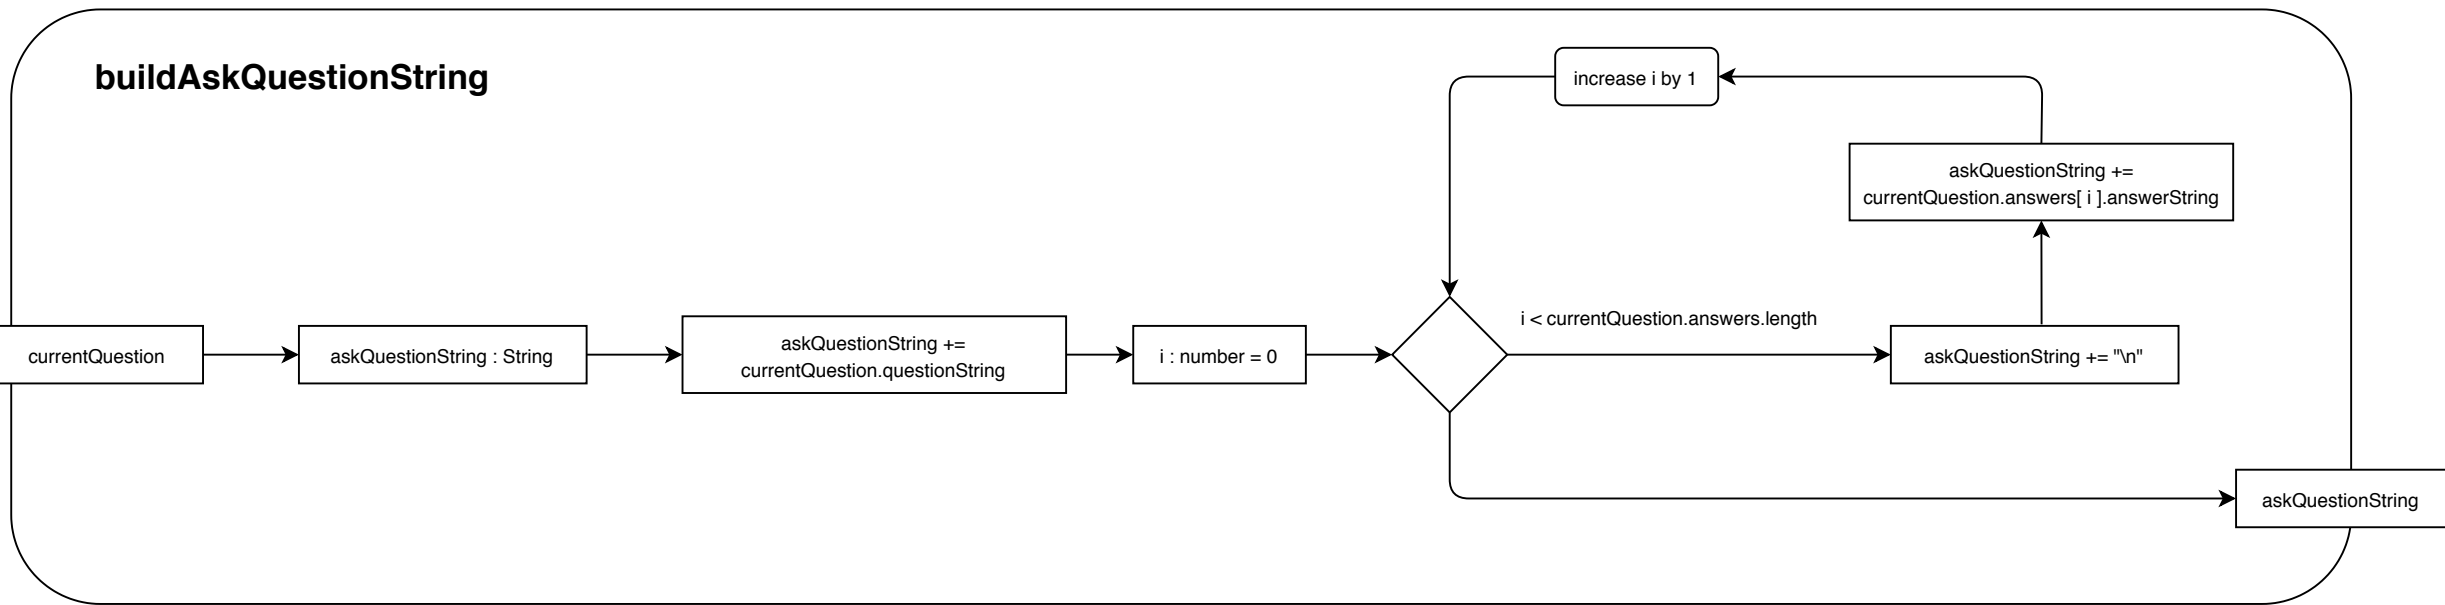 buildAskQuestionString
increase i by 1
askQuestionString +=
currentQuestion.answers[ i ].answerString
i < currentQuestion.answers.length
currentQuestion
askQuestionString : String
askQuestionString +=
currentQuestion.questionString
i : number = 0
askQuestionString += "\n"
askQuestionString